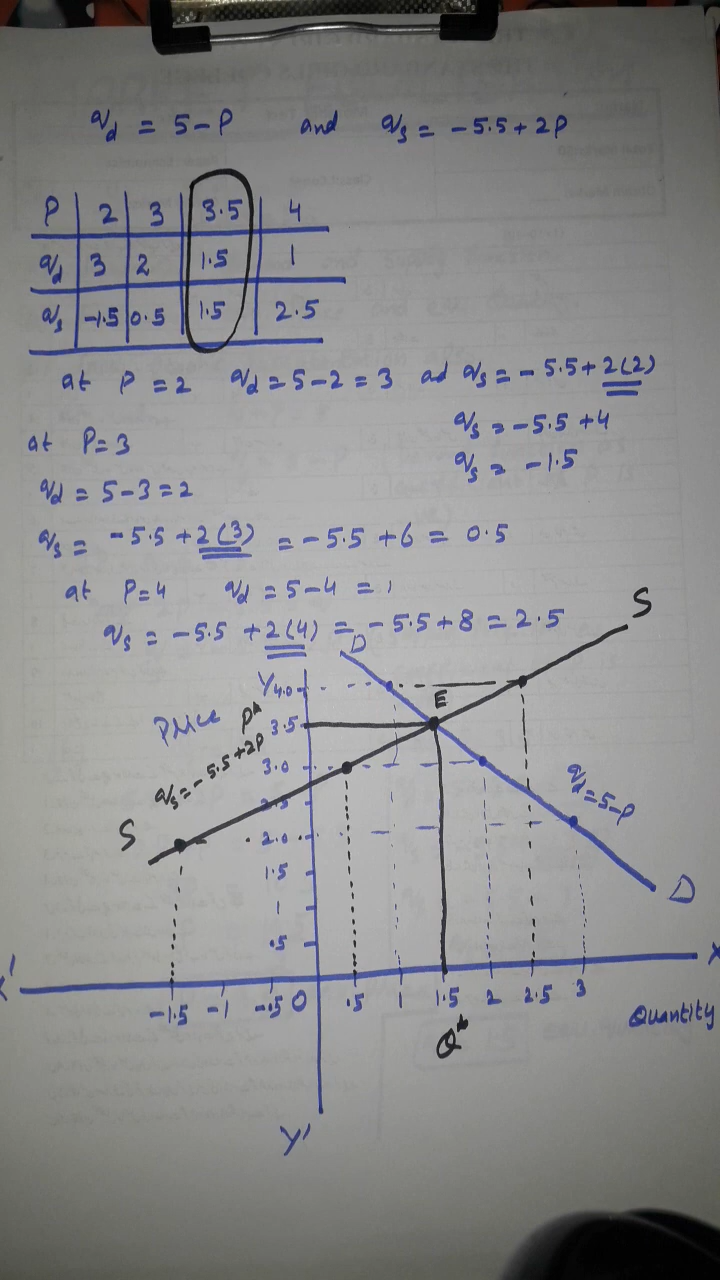 qd = 5-P and qs = -5.5+2P
P 2 3 3.5 4
qd 3 2 1.5 1
qs -1.5 0.5 1.5 2.5
at P = 2 qd = 5-2 = 3 ad qs = -5.5+2(2)
qs = -5.5 +4
at P = 3
qs = -1.5
qd = 5-3 = 2
qs = -5.5 +2(3) = -5.5 +6 = 0.5
at P=4 qd = 5-4 = 1
qs = -5.5 +2(4) = -5.5+8 = 2.5
S
D
Y 4.0
E
Price P*
3.5
3.0
qs = -5.5+2P
2.5
qd = 5-P
S
2.0
1.5
D
1
.5
X
X'
-1.5 -1 -.5 0 .5 1 1.5 2 2.5 3
Quantity
Q*
Y'